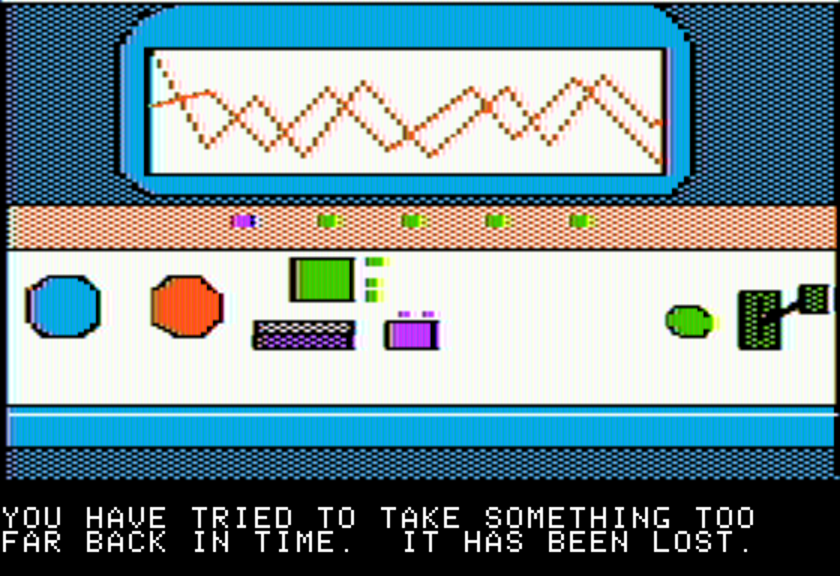 YOU HAVE TRIED TO TAKE SOMETHING TOO
FAR BACK IN TIME.  IT HAS BEEN LOST.